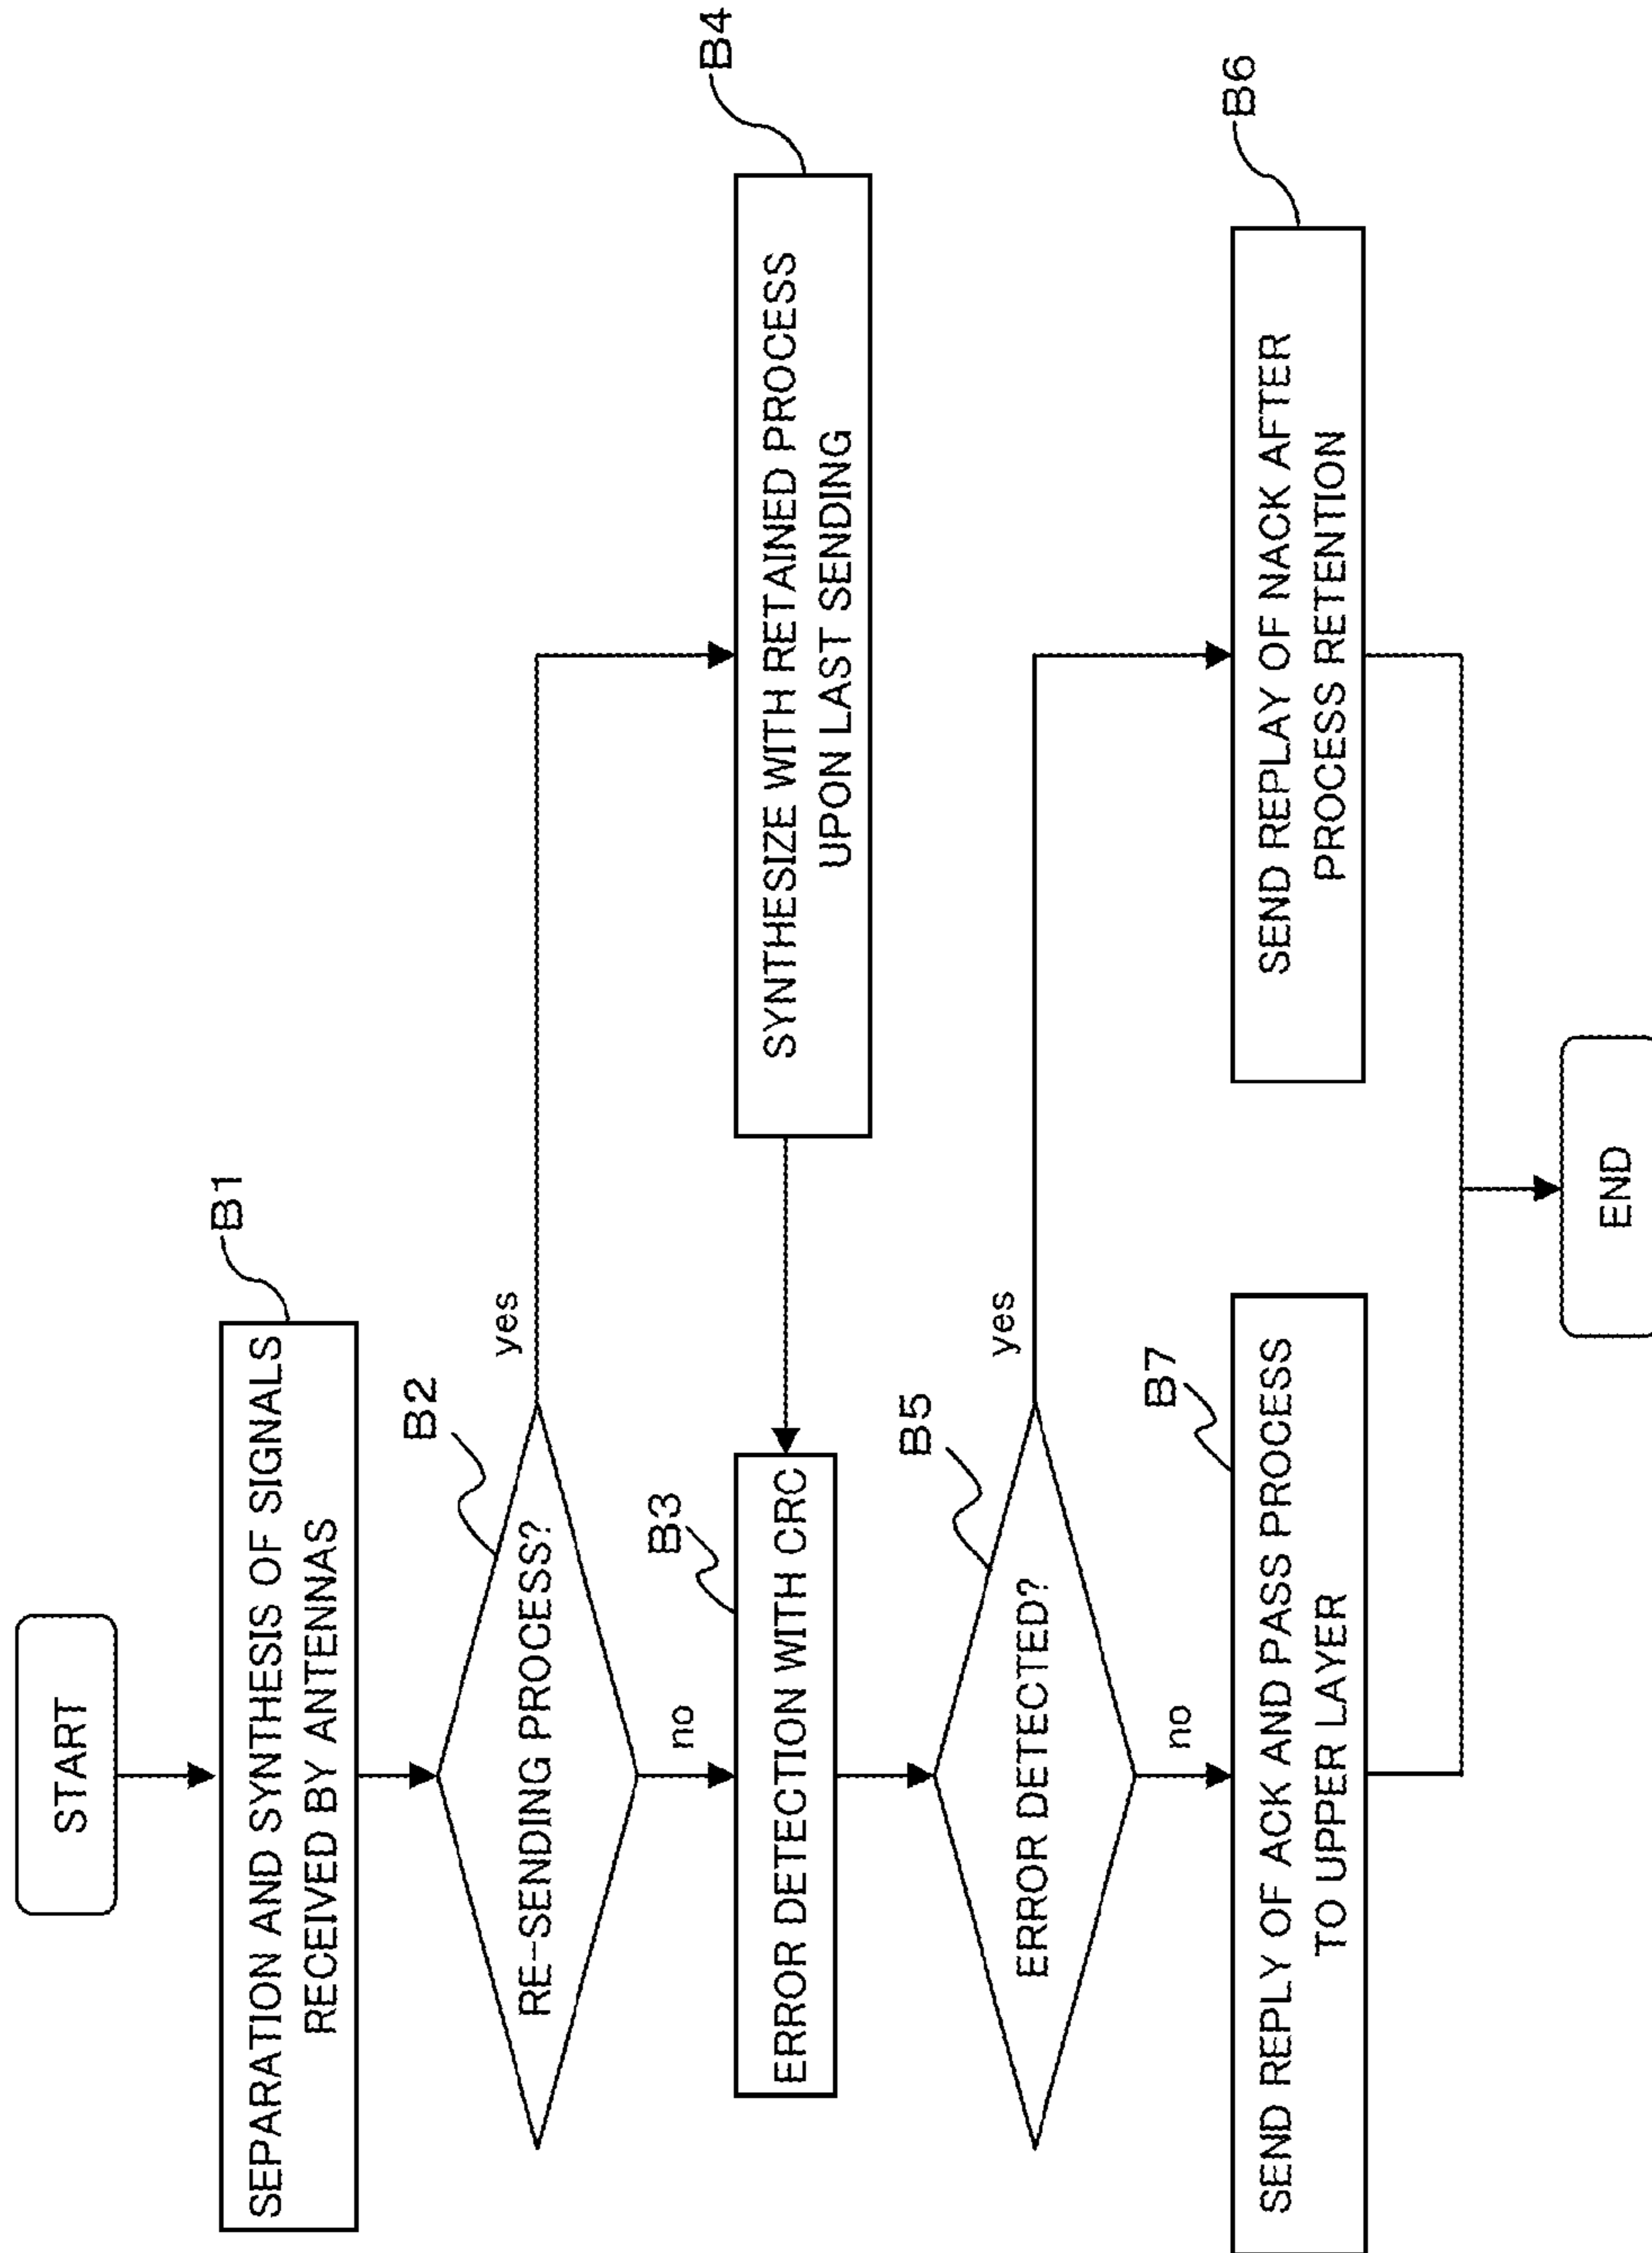 START
B1
SEPARATION AND SYNTHESIS OF SIGNALS
RECEIVED BY ANTENNAS
B2
RE-SENDING PROCESS?
yes
no
B4
SYNTHESIZE WITH RETAINED PROCESS
UPON LAST SENDING
B3
ERROR DETECTION WITH CRC
B5
ERROR DETECTED?
yes
no
B7
SEND REPLY OF ACK AND PASS PROCESS
TO UPPER LAYER
B6
SEND REPLAY OF NACK AFTER
PROCESS RETENTION
END